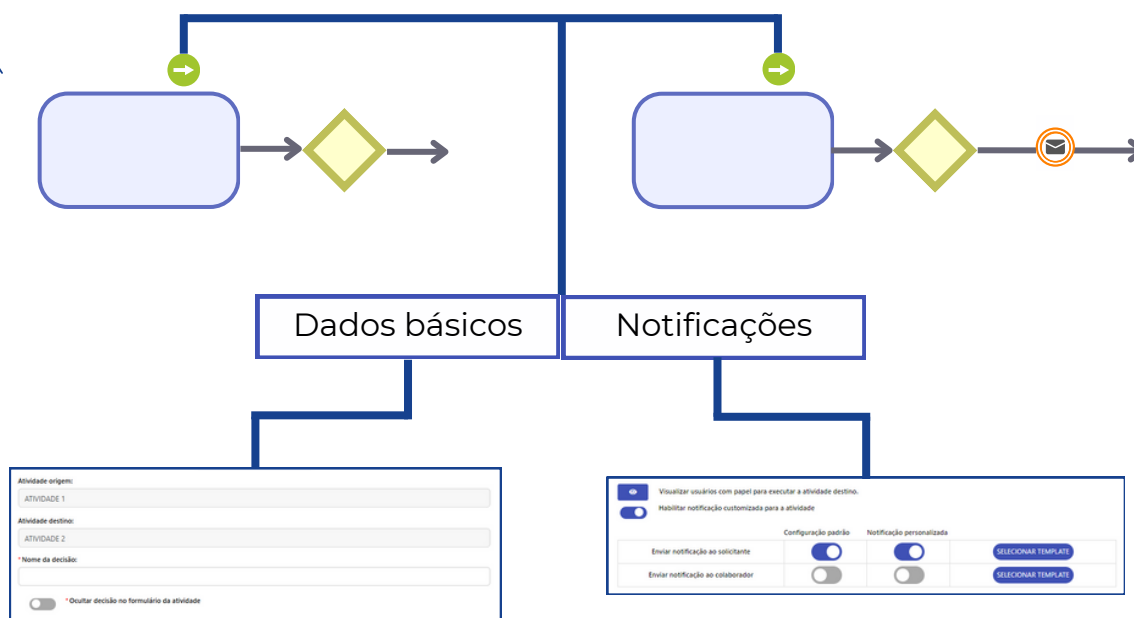 Dados básicos
Notificações
Atividade origem:
ATIVIDADE 1
Atividade destino:
ATIVIDADE 2
* Nome da decisão:
* Ocultar decisão no formulário da atividade
Visualizar usuários com papel para executar a atividade destino.
Habilitar notificação customizada para a atividade
Configuração padrão Notificação personalizada
Enviar notificação ao solicitante SELECIONAR TEMPLATE
Enviar notificação ao colaborador SELECIONAR TEMPLATE